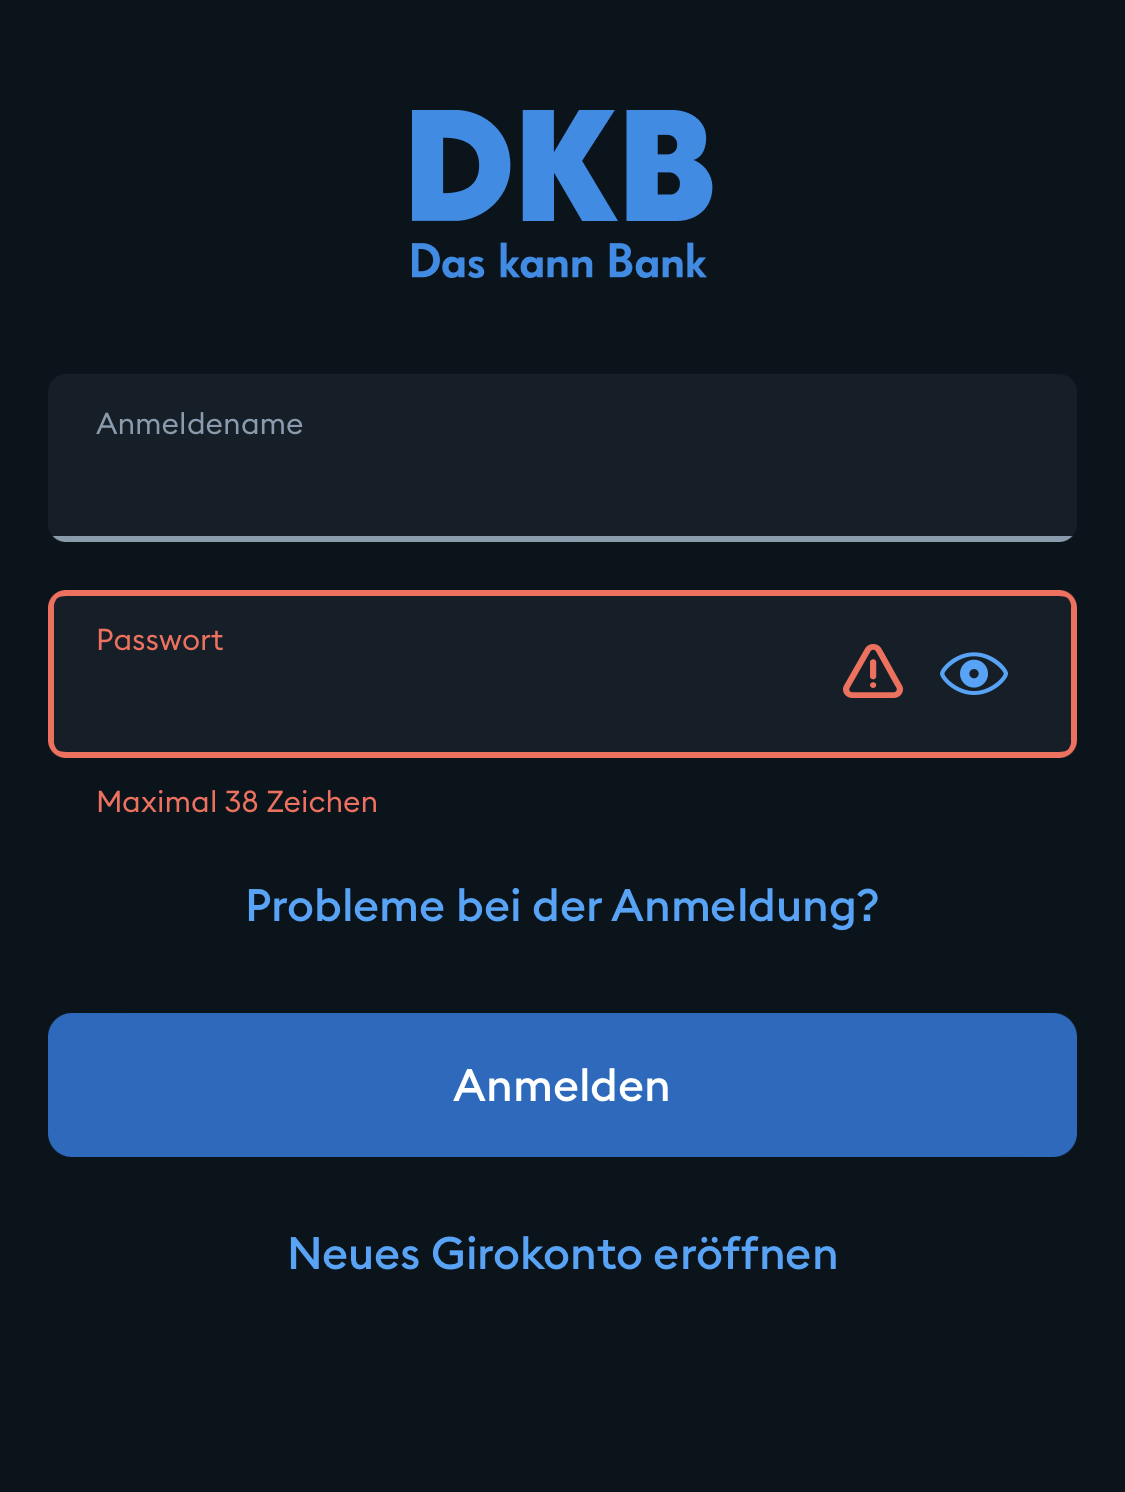 DKB
Das kann Bank
Anmeldename
Passwort
Maximal 38 Zeichen
Probleme bei der Anmeldung?
Anmelden
Neues Girokonto eröffnen